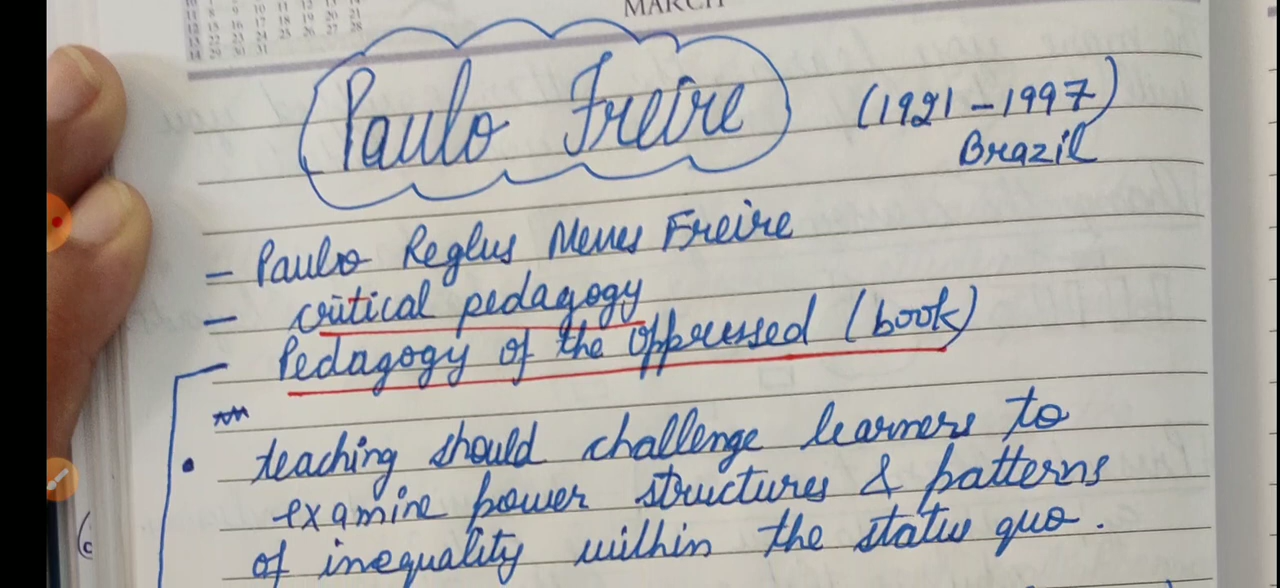 MARCH
Paulo Freire (1921-1997)
Brazil
- Paulo Reglus Neves Freire
- critical pedagogy
- Pedagogy of the Oppressed (book)
• teaching should challenge learners to
examine power structures & patterns
of inequality within the status quo.